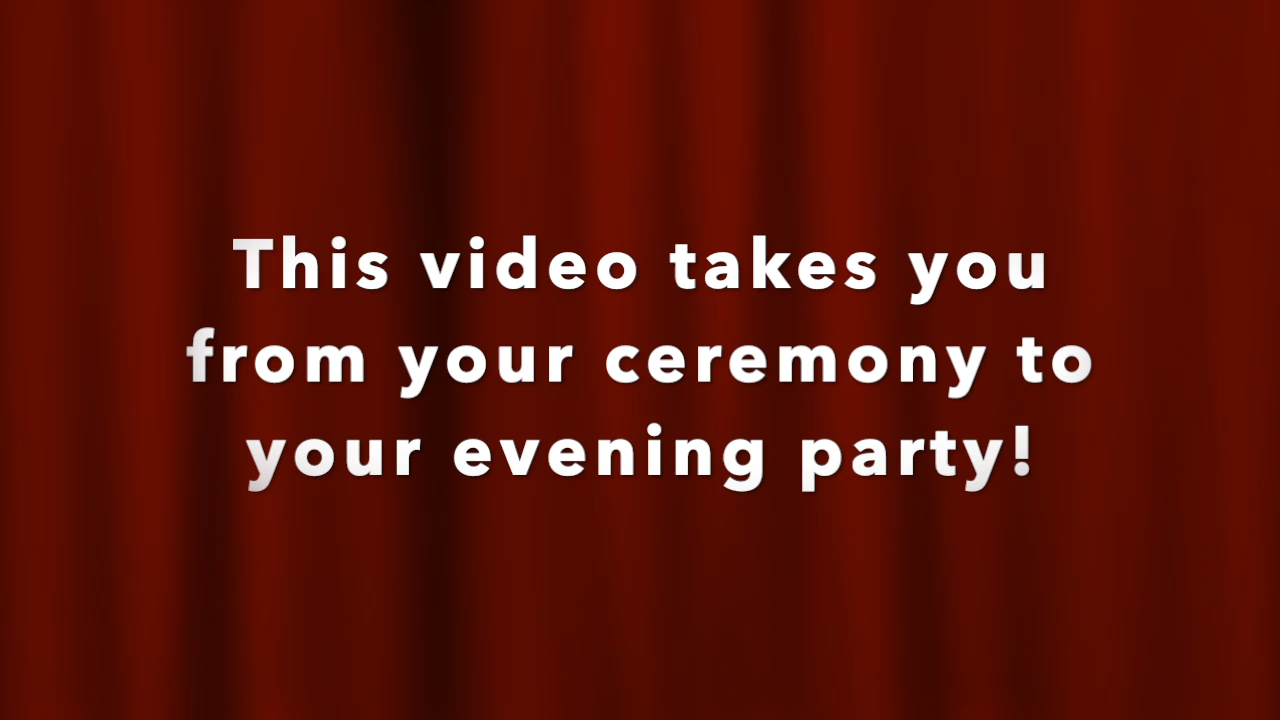 This video takes you
from your ceremony to
your evening party!